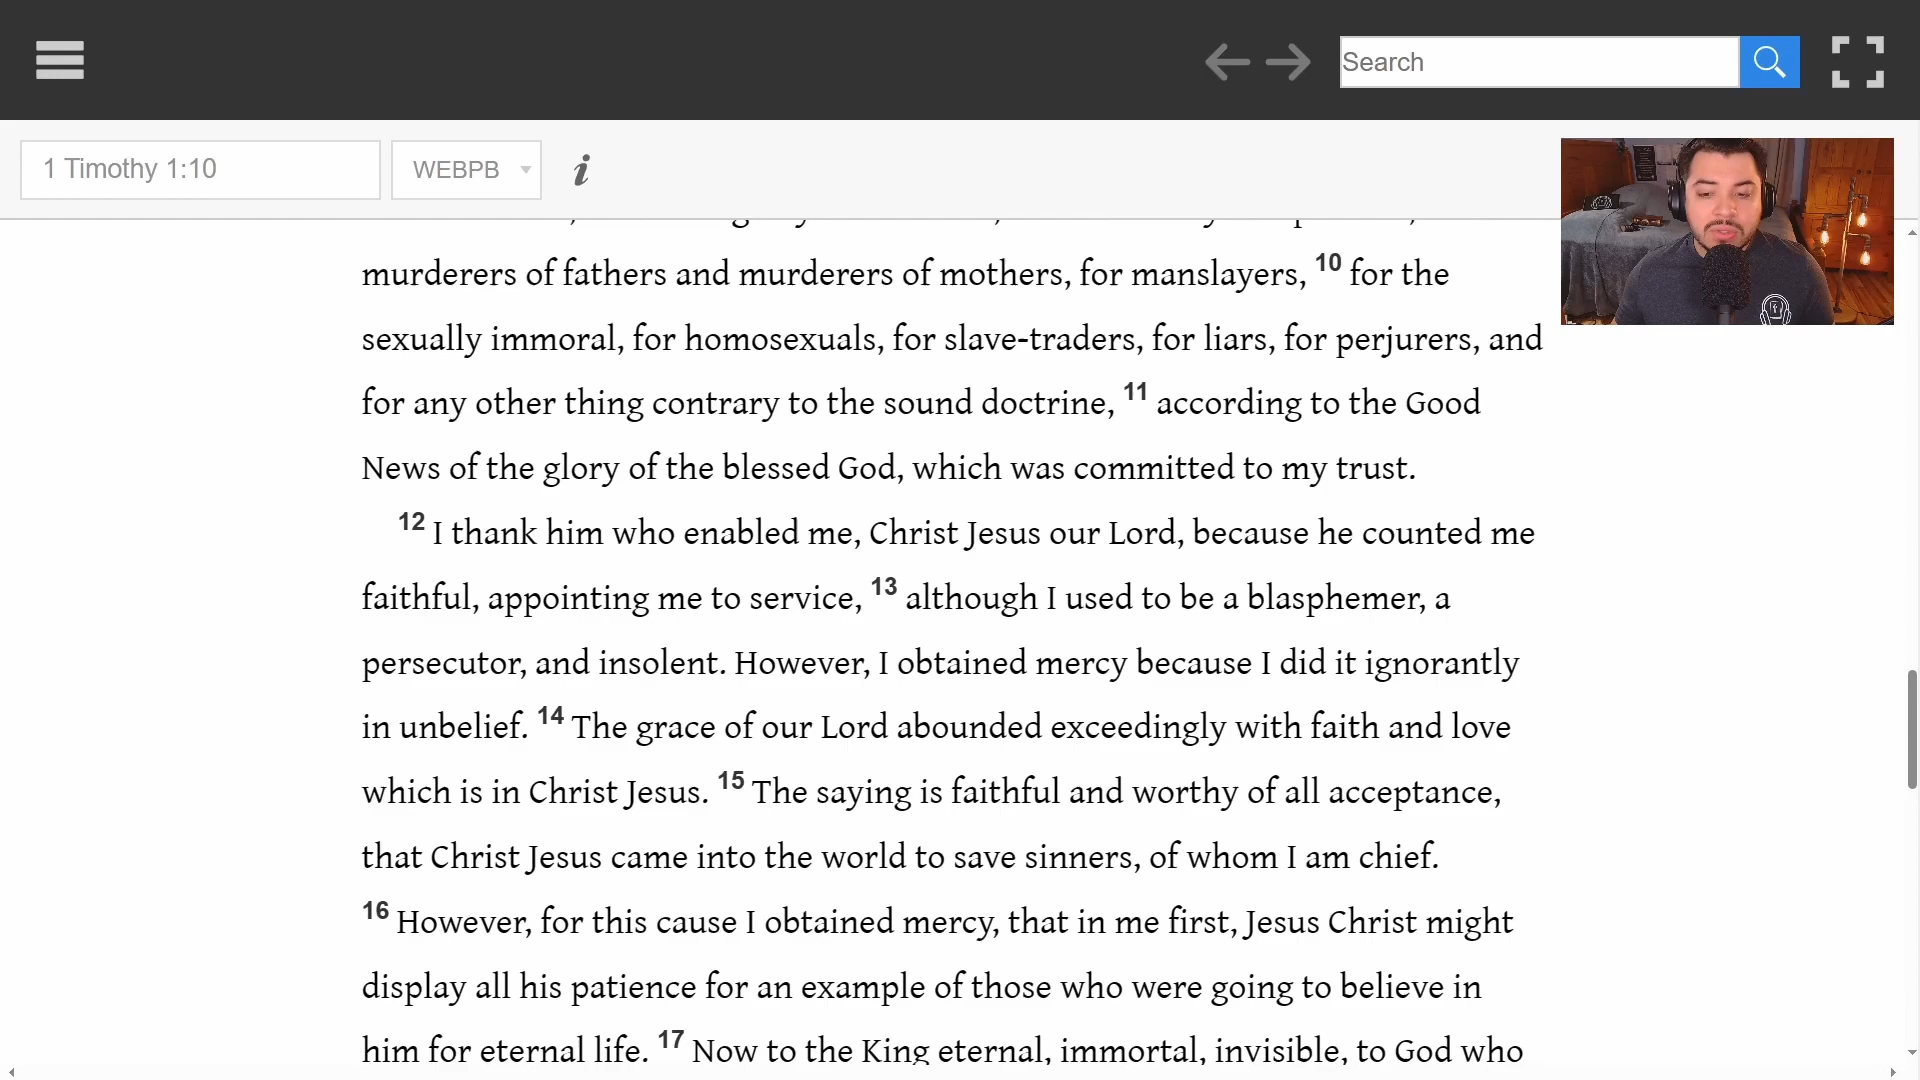 Search
1 Timothy 1:10
WEBPB
murderers of fathers and murderers of mothers, for manslayers, 10 for the
sexually immoral, for homosexuals, for slave-traders, for liars, for perjurers, and
for any other thing contrary to the sound doctrine, 11 according to the Good
News of the glory of the blessed God, which was committed to my trust.
12 I thank him who enabled me, Christ Jesus our Lord, because he counted me
faithful, appointing me to service, 13 although I used to be a blasphemer, a
persecutor, and insolent. However, I obtained mercy because I did it ignorantly
in unbelief. 14 The grace of our Lord abounded exceedingly with faith and love
which is in Christ Jesus. 15 The saying is faithful and worthy of all acceptance,
that Christ Jesus came into the world to save sinners, of whom I am chief.
16 However, for this cause I obtained mercy, that in me first, Jesus Christ might
display all his patience for an example of those who were going to believe in
him for eternal life. 17 Now to the King eternal, immortal, invisible, to God who